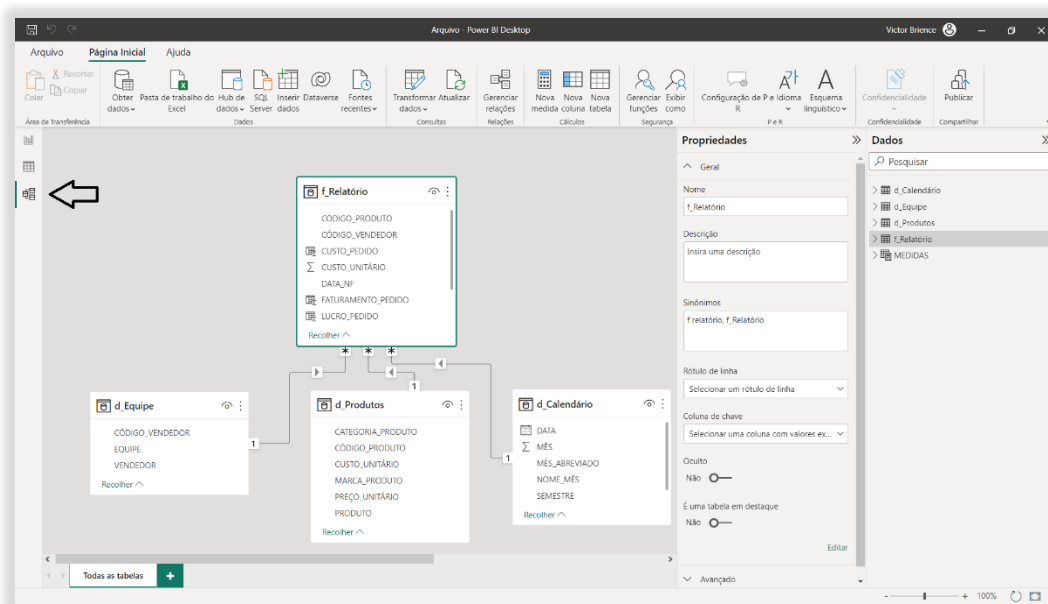 Arquivo - Power BI Desktop
Victor Brience
Arquivo
Página Inicial
Ajuda
Colar
Recortar
Copiar
Obter dados
Pasta de trabalho do Excel
Hub de dados
SQL Server
Inserir dados
Dataverse
Fontes recentes
Transformar dados
Atualizar
Gerenciar relações
Nova medida
Nova coluna
Nova tabela
Gerenciar funções
Exibir como
Configuração de P e R
Idioma
Esquema linguístico
Confidencialidade
Publicar
Área de Transferência
Dados
Consultas
Relações
Cálculos
Segurança
P e R
Confidencialidade
Compartilhar
f_Relatório
CÓDIGO_PRODUTO
CÓDIGO_VENDEDOR
CUSTO_PEDIDO
CUSTO_UNITÁRIO
DATA_NF
FATURAMENTO_PEDIDO
LUCRO_PEDIDO
Recolher
* * *
1
1
1
d_Equipe
CÓDIGO_VENDEDOR
EQUIPE
VENDEDOR
Recolher
d_Produtos
CATEGORIA_PRODUTO
CÓDIGO_PRODUTO
CUSTO_UNITÁRIO
MARCA_PRODUTO
PREÇO_UNITÁRIO
PRODUTO
Recolher
d_Calendário
DATA
MÊS
MÊS_ABREVIADO
NOME_MÊS
SEMESTRE
Recolher
Todas as tabelas
+
Propriedades
Geral
Nome
f_Relatório
Descrição
Insira uma descrição
Sinônimos
f relatório, f_Relatório
Rótulo de linha
Selecionar um rótulo de linha
Coluna de chave
Selecionar uma coluna com valores ex...
Oculto
Não
É uma tabela em destaque
Não
Editar
Avançado
Dados
Pesquisar
d_Calendário
d_Equipe
d_Produtos
f_Relatório
MEDIDAS
- + 100%